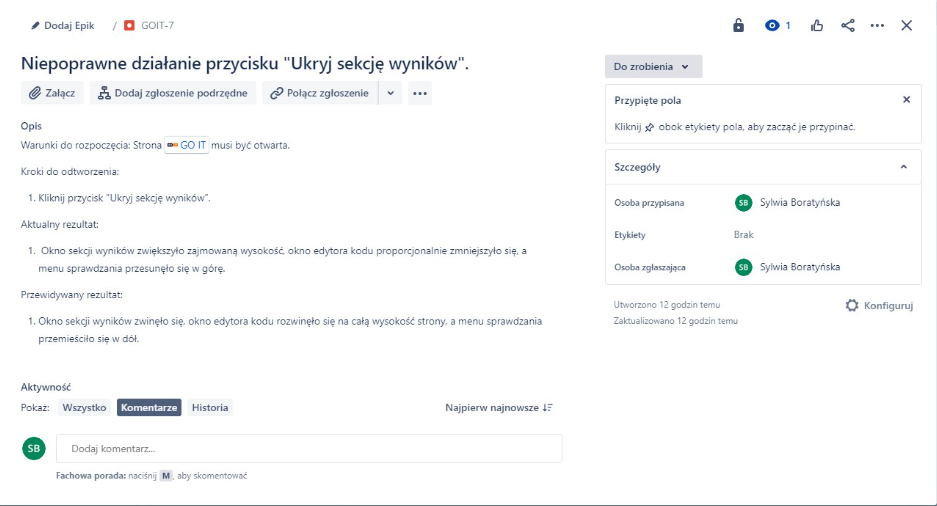 Dodaj Epik / GOIT-7
1
Niepoprawne działanie przycisku "Ukryj sekcję wyników".
Załącz Dodaj zgłoszenie podrzędne Połącz zgłoszenie
Opis
Warunki do rozpoczęcia: Strona GO IT musi być otwarta.
Kroki do odtworzenia:
1. Kliknij przycisk "Ukryj sekcję wyników".
Aktualny rezultat:
1. Okno sekcji wyników zwiększyło zajmowaną wysokość, okno edytora kodu proporcjonalnie zmniejszyło się, a
menu sprawdzania przesunęło się w górę.
Przewidywany rezultat:
1. Okno sekcji wyników zwinęło się, okno edytora kodu rozwinęło się na całą wysokość strony, a menu sprawdzania
przemieściło się w dół.
Aktywność
Pokaż: Wszystko Komentarze Historia Najpierw najnowsze
SB Dodaj komentarz...
Fachowa porada: naciśnij M, aby skomentować
Do zrobienia
Przypięte pola
Kliknij obok etykiety pola, aby zacząć je przypinać.
Szczegóły
Osoba przypisana SB Sylwia Boratyńska
Etykiety Brak
Osoba zgłaszająca SB Sylwia Boratyńska
Utworzono 12 godzin temu Konfiguruj
Zaktualizowano 12 godzin temu